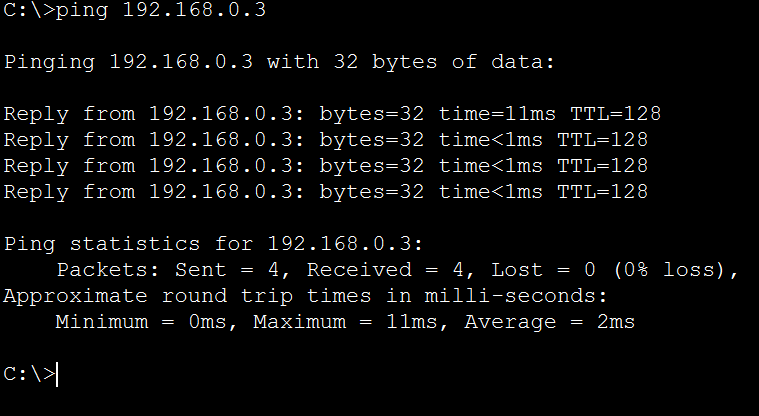 C:\>ping 192.168.0.3
Pinging 192.168.0.3 with 32 bytes of data:
Reply from 192.168.0.3: bytes=32 time=11ms TTL=128
Reply from 192.168.0.3: bytes=32 time<1ms TTL=128
Reply from 192.168.0.3: bytes=32 time<1ms TTL=128
Reply from 192.168.0.3: bytes=32 time<1ms TTL=128
Ping statistics for 192.168.0.3:
    Packets: Sent = 4, Received = 4, Lost = 0 (0% loss),
Approximate round trip times in milli-seconds:
    Minimum = 0ms, Maximum = 11ms, Average = 2ms
C:\>